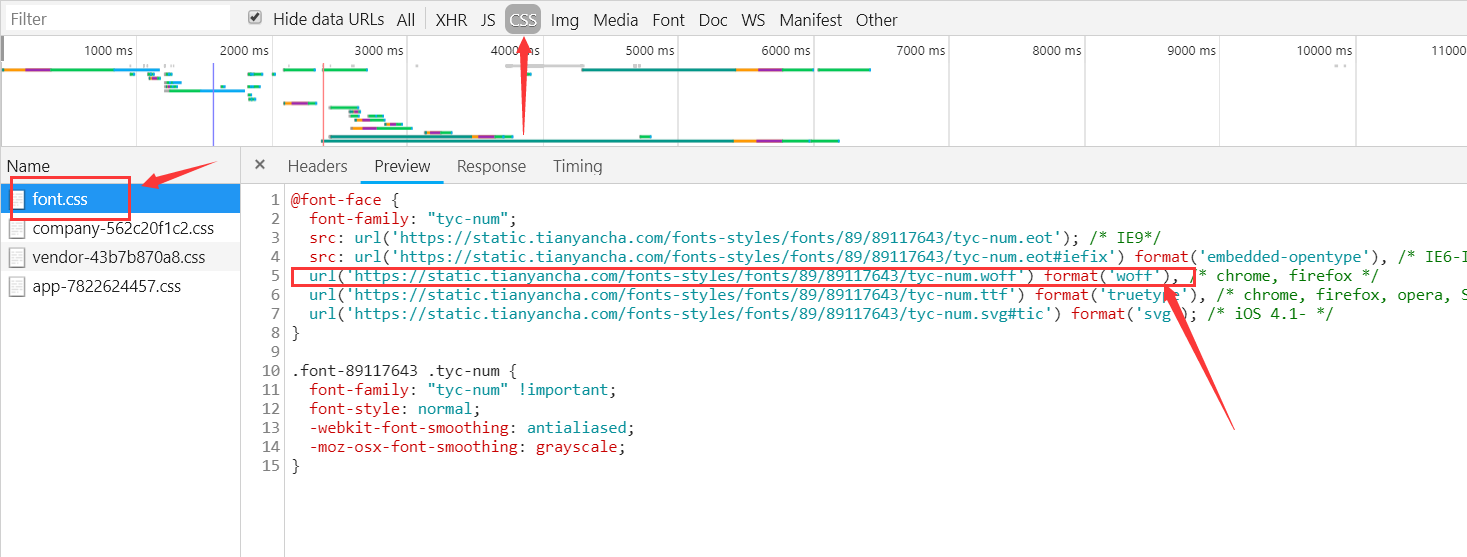 Filter
Hide data URLs All XHR JS CSS Img Media Font Doc WS Manifest Other
1000 ms 2000 ms 3000 ms 4000 ms 5000 ms 6000 ms 7000 ms 8000 ms 9000 ms 10000 ms 11000
Name
× Headers Preview Response Timing
font.css
company-562c20f1c2.css
vendor-43b7b870a8.css
app-7822624457.css
1 @font-face {
2 font-family: "tyc-num";
3 src: url('https://static.tianyancha.com/fonts-styles/fonts/89/89117643/tyc-num.eot'); /* IE9*/
4 src: url('https://static.tianyancha.com/fonts-styles/fonts/89/89117643/tyc-num.eot#iefix') format('embedded-opentype'), /* IE6-I
5 url('https://static.tianyancha.com/fonts-styles/fonts/89/89117643/tyc-num.woff') format('woff'), /* chrome, firefox */
6 url('https://static.tianyancha.com/fonts-styles/fonts/89/89117643/tyc-num.ttf') format('truetype'), /* chrome, firefox, opera, S
7 url('https://static.tianyancha.com/fonts-styles/fonts/89/89117643/tyc-num.svg#tic') format('svg'); /* iOS 4.1- */
8 }
9
10 .font-89117643 .tyc-num {
11 font-family: "tyc-num" !important;
12 font-style: normal;
13 -webkit-font-smoothing: antialiased;
14 -moz-osx-font-smoothing: grayscale;
15 }